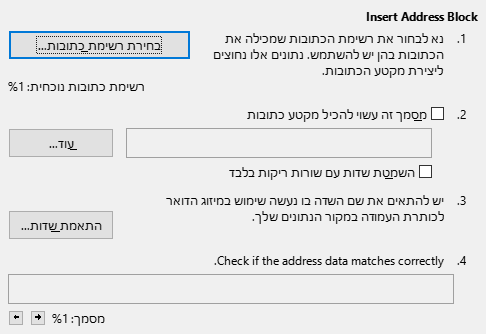 Insert Address Block
1. נא לבחור את רשימת הכתובות שמכילה את
הכתובות בהן יש להשתמש. נתונים אלו נחוצים
ליצירת מקטע הכתובות.
בחירת רשימת כתובות...
רשימת כתובות נוכחית: %1
2. מסמך זה עשוי להכיל מקטע כתובות
עוד...
השמטת שדות עם שורות ריקות בלבד
3. יש להתאים את שם השדה בו נעשה שימוש במיזוג הדואר
לכותרת העמודה במקור הנתונים שלך.
התאמת שדות...
4. Check if the address data matches correctly.
מסמך: %1